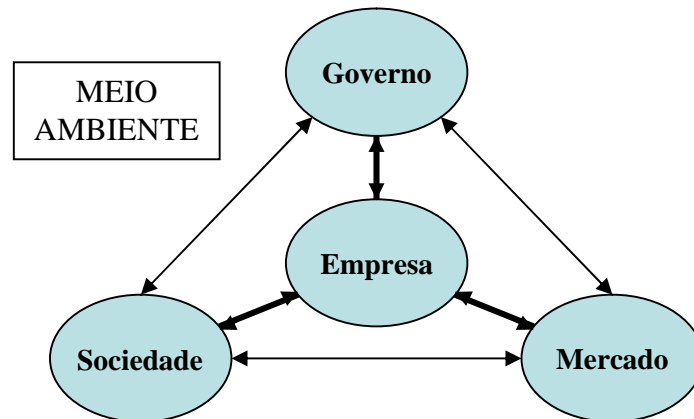 Governo
MEIO
AMBIENTE
Empresa
Sociedade
Mercado